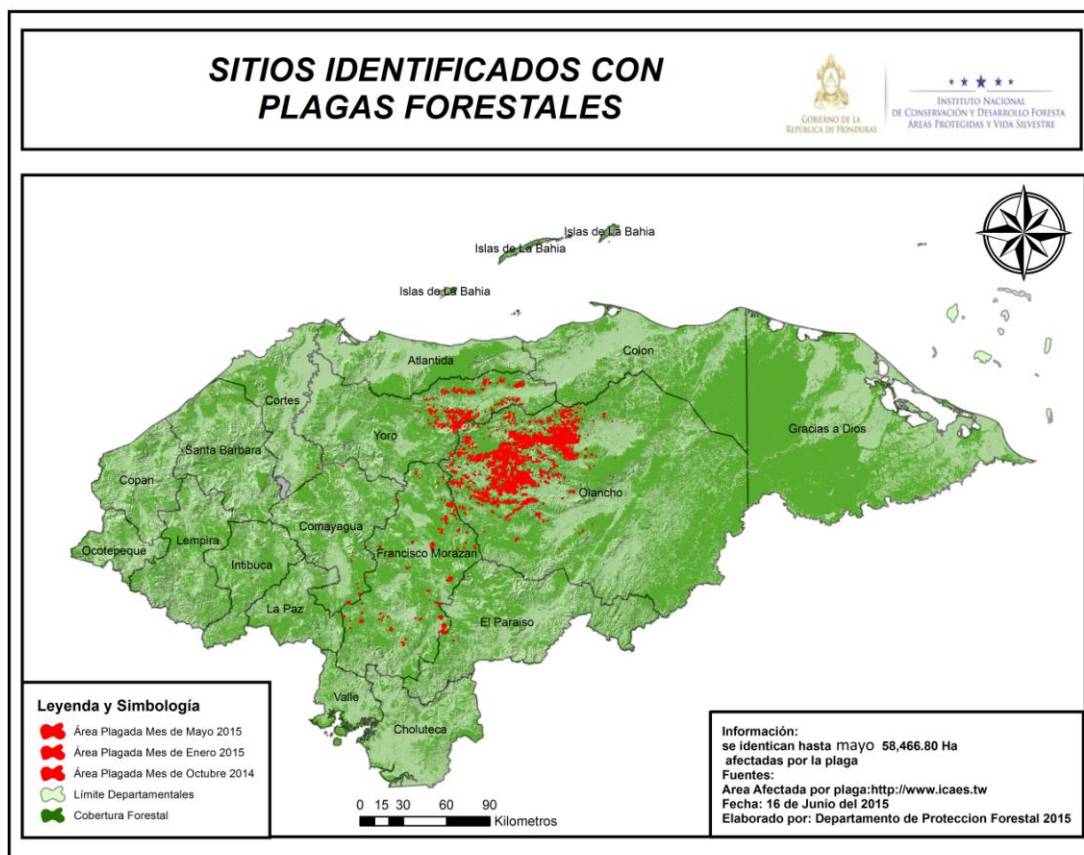 SITIOS IDENTIFICADOS CON
PLAGAS FORESTALES
GOBIERNO DE LA
REPÚBLICA DE HONDURAS
INSTITUTO NACIONAL
DE CONSERVACIÓN Y DESARROLLO FORESTA
ÁREAS PROTEGIDAS Y VIDA SILVESTRE
Islas de La Bahia
Islas de La Bahia
Islas de La Bahia
Atlantida
Colon
Cortes
Yoro
Gracias a Dios
Santa Barbara
Copan
Olancho
Comayagua
Lempira
Ocotepeque
Francisco Morazan
Intibuca
La Paz
El Paraiso
Valle
Choluteca
Leyenda y Simbología
Área Plagada Mes de Mayo 2015
Área Plagada Mes de Enero 2015
Área Plagada Mes de Octubre 2014
Límite Departamentales
Cobertura Forestal
0 15 30 60 90
Kilometros
Información:
se identican hasta mayo 58,466.80 Ha
afectadas por la plaga
Fuentes:
Area Afectada por plaga:http://www.icaes.tw
Fecha: 16 de Junio del 2015
Elaborado por: Departamento de Proteccion Forestal 2015